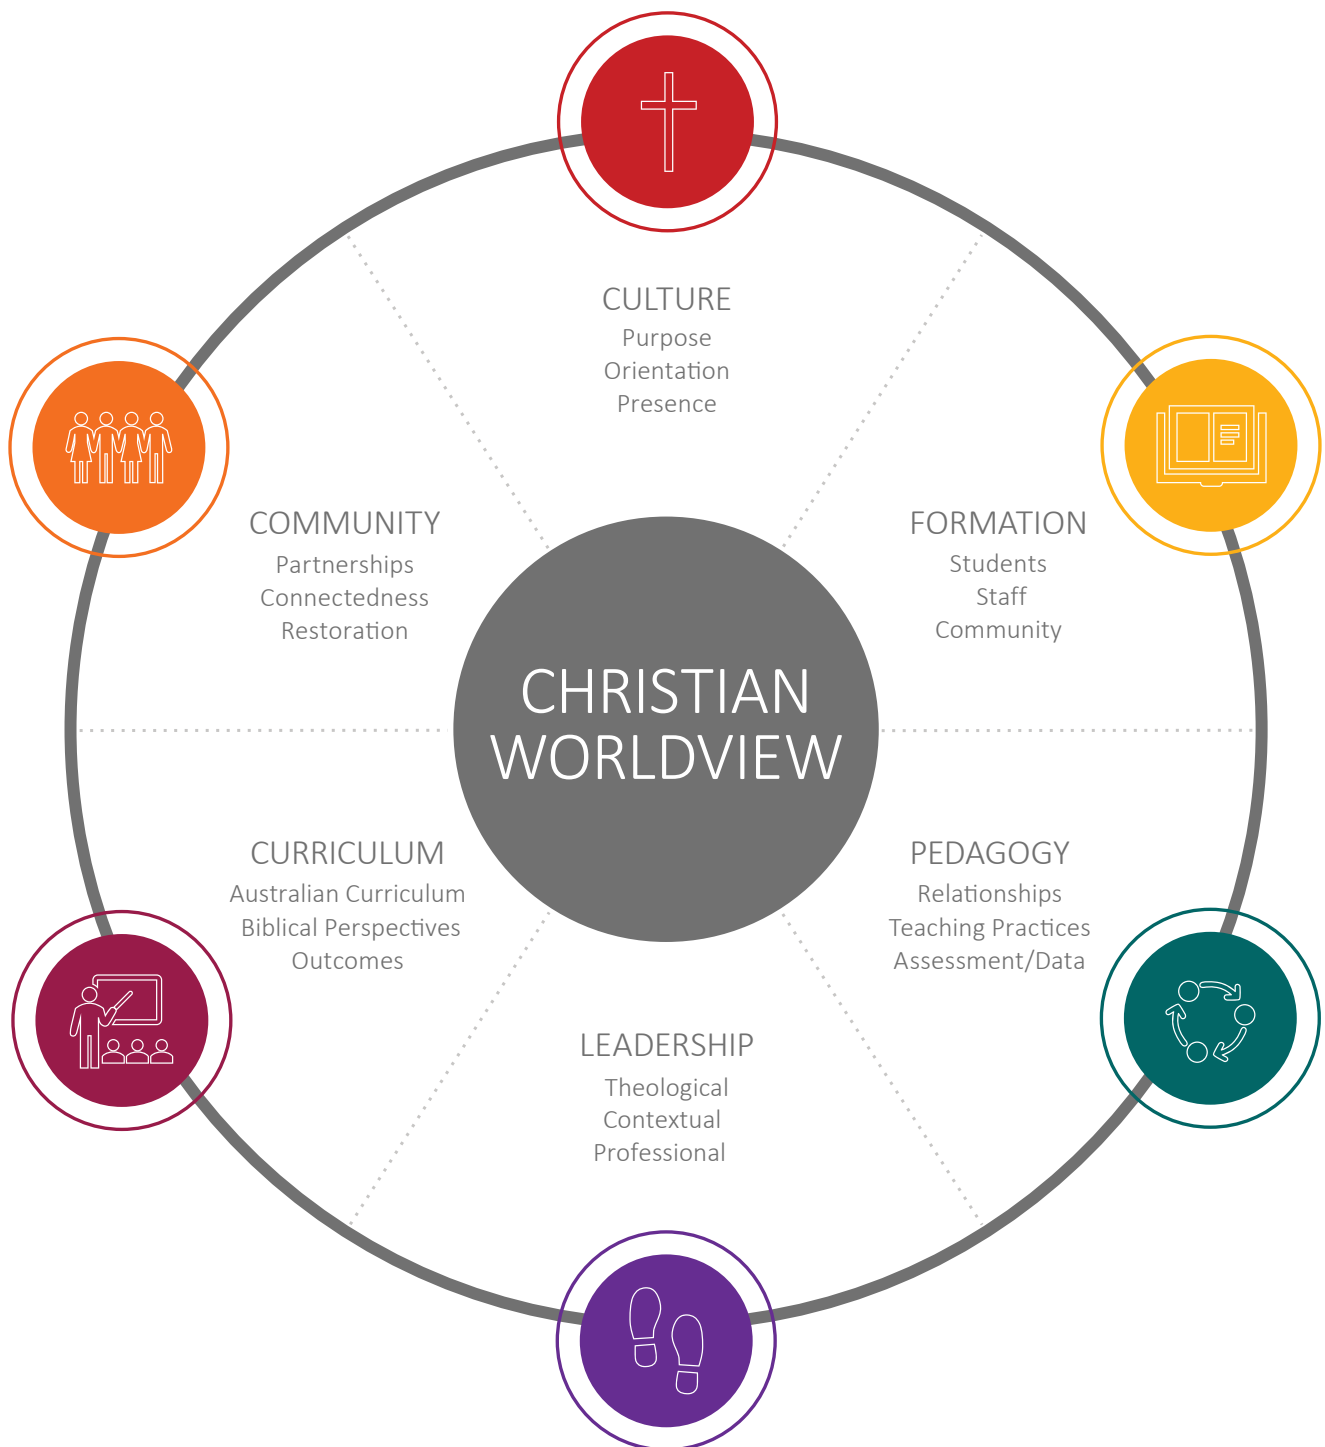 CULTURE
Purpose
Orientation
Presence
COMMUNITY
Partnerships
Connectedness
Restoration
FORMATION
Students
Staff
Community
CHRISTIAN
WORLDVIEW
CURRICULUM
Australian Curriculum
Biblical Perspectives
Outcomes
PEDAGOGY
Relationships
Teaching Practices
Assessment/Data
LEADERSHIP
Theological
Contextual
Professional